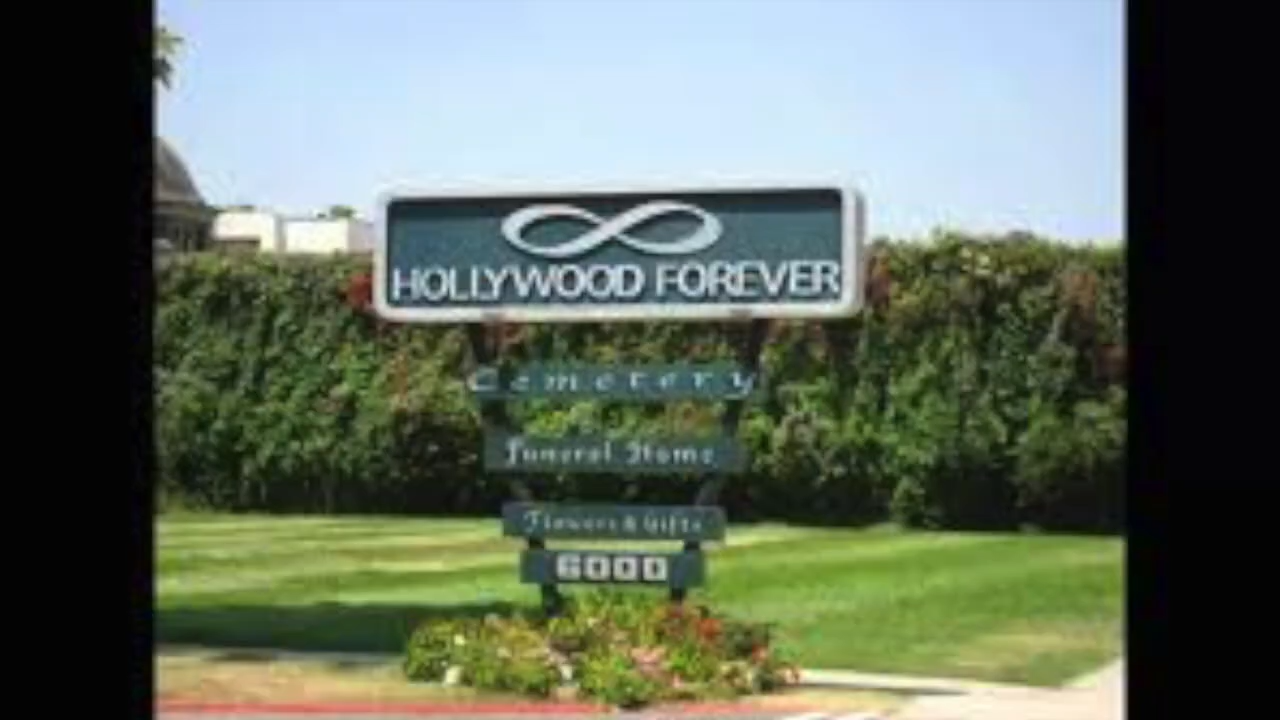 HOLLYWOOD FOREVER
Cemetery
Funeral Home
Flowers & Gifts
6000